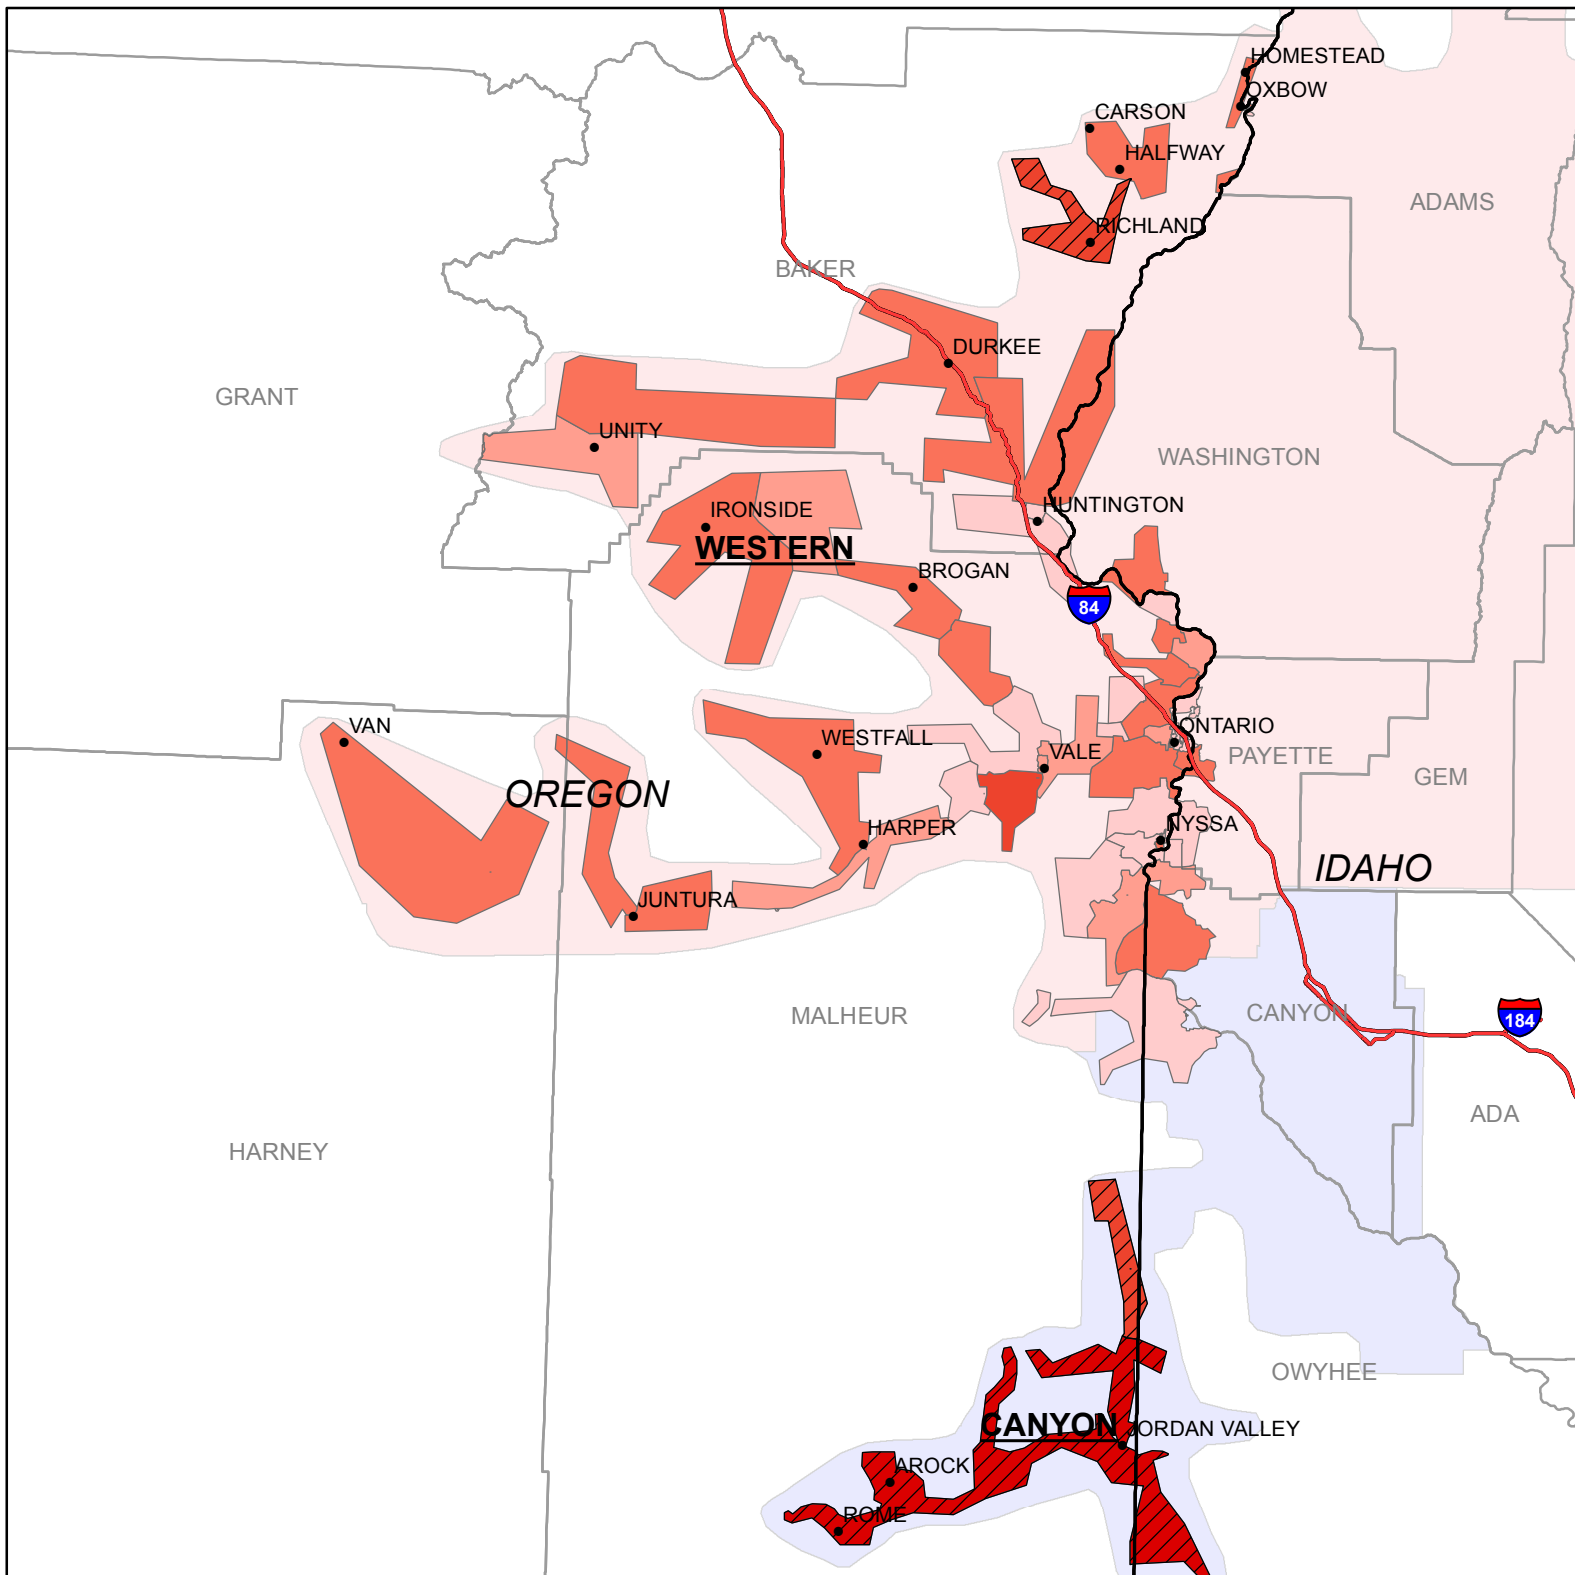 HOMESTEAD
OXBOW
CARSON
HALFWAY
ADAMS
RICHLAND
BAKER
DURKEE
GRANT
UNITY
WASHINGTON
HUNTINGTON
IRONSIDE
WESTERN
BROGAN
84
VAN
ONTARIO
WESTFALL
VALE
PAYETTE
GEM
OREGON
NYSSA
HARPER
IDAHO
JUNTURA
MALHEUR
CANYON
184
ADA
HARNEY
OWYHEE
CANYON
JORDAN VALLEY
AROCK
ROME